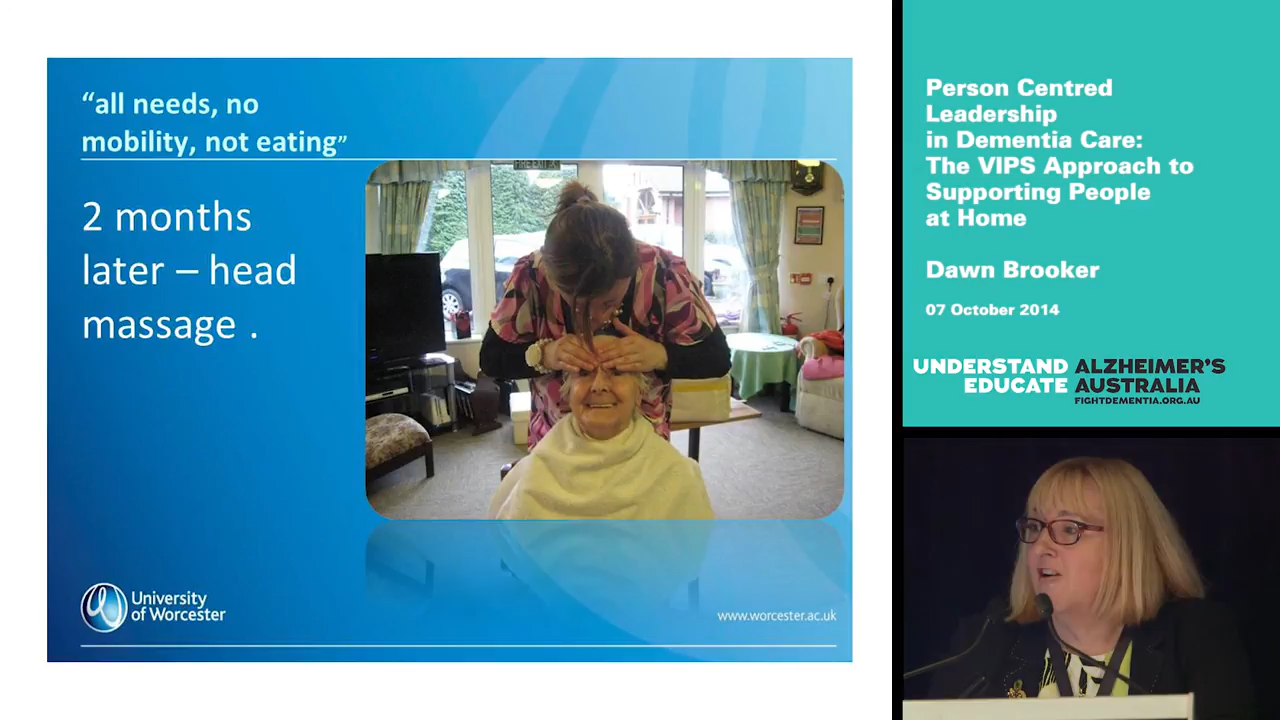 “all needs, no
mobility, not eating”
2 months
later – head
massage .
FIRE EXIT
University
of Worcester
www.worcester.ac.uk
Person Centred
Leadership
in Dementia Care:
The VIPS Approach to
Supporting People
at Home
Dawn Brooker
07 October 2014
UNDERSTAND ALZHEIMER'S
EDUCATE AUSTRALIA
FIGHTDEMENTIA.ORG.AU